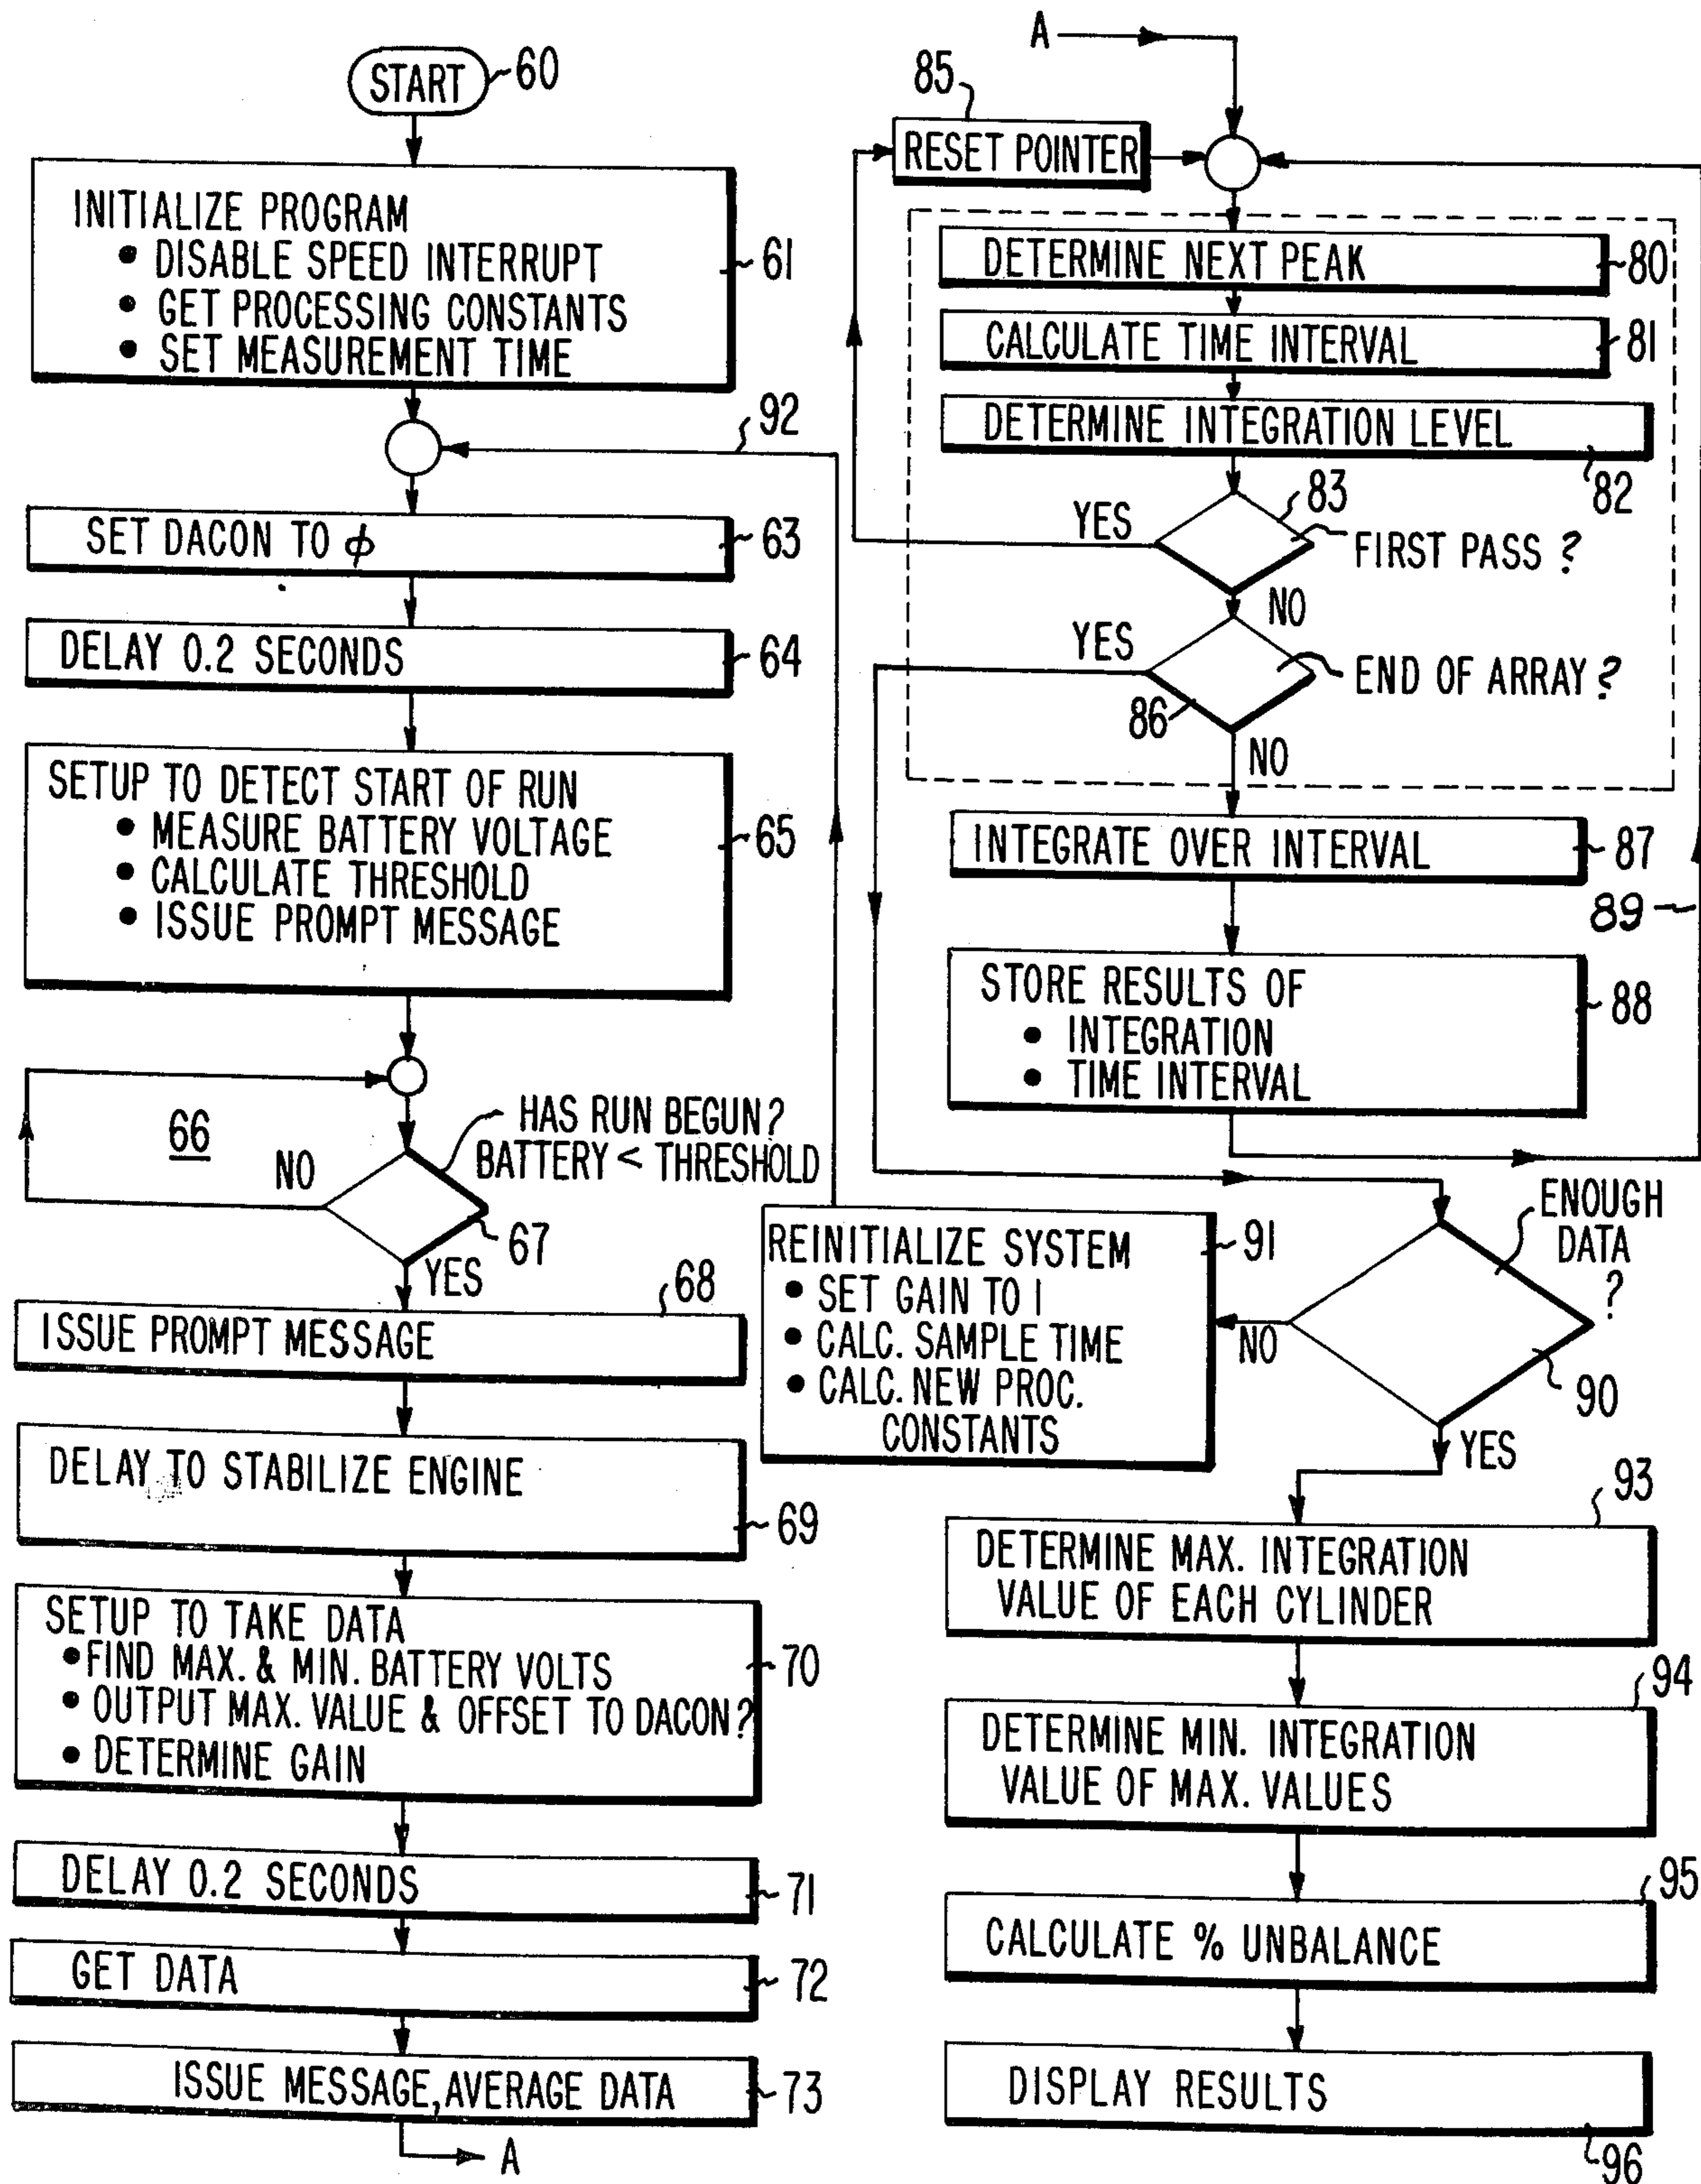 START 60
INITIALIZE PROGRAM
• DISABLE SPEED INTERRUPT
• GET PROCESSING CONSTANTS
• SET MEASUREMENT TIME
61
92
SET DACON TO ϕ
63
DELAY 0.2 SECONDS
64
SETUP TO DETECT START OF RUN
• MEASURE BATTERY VOLTAGE
• CALCULATE THRESHOLD
• ISSUE PROMPT MESSAGE
65
66
HAS RUN BEGUN?
BATTERY < THRESHOLD
NO
67
YES
68
ISSUE PROMPT MESSAGE
DELAY TO STABILIZE ENGINE
69
SETUP TO TAKE DATA
• FIND MAX. & MIN. BATTERY VOLTS
• OUTPUT MAX. VALUE & OFFSET TO DACON?
• DETERMINE GAIN
70
DELAY 0.2 SECONDS
71
GET DATA
72
ISSUE MESSAGE, AVERAGE DATA
73
A
A
85
RESET POINTER
DETERMINE NEXT PEAK
80
CALCULATE TIME INTERVAL
81
DETERMINE INTEGRATION LEVEL
82
83
YES
FIRST PASS ?
NO
YES
END OF ARRAY ?
86
NO
INTEGRATE OVER INTERVAL
87
89
STORE RESULTS OF
• INTEGRATION
• TIME INTERVAL
88
ENOUGH
DATA
?
90
NO
YES
REINITIALIZE SYSTEM
• SET GAIN TO 1
• CALC. SAMPLE TIME
• CALC. NEW PROC.
CONSTANTS
91
93
DETERMINE MAX. INTEGRATION
VALUE OF EACH CYLINDER
94
DETERMINE MIN. INTEGRATION
VALUE OF MAX. VALUES
95
CALCULATE % UNBALANCE
DISPLAY RESULTS
96